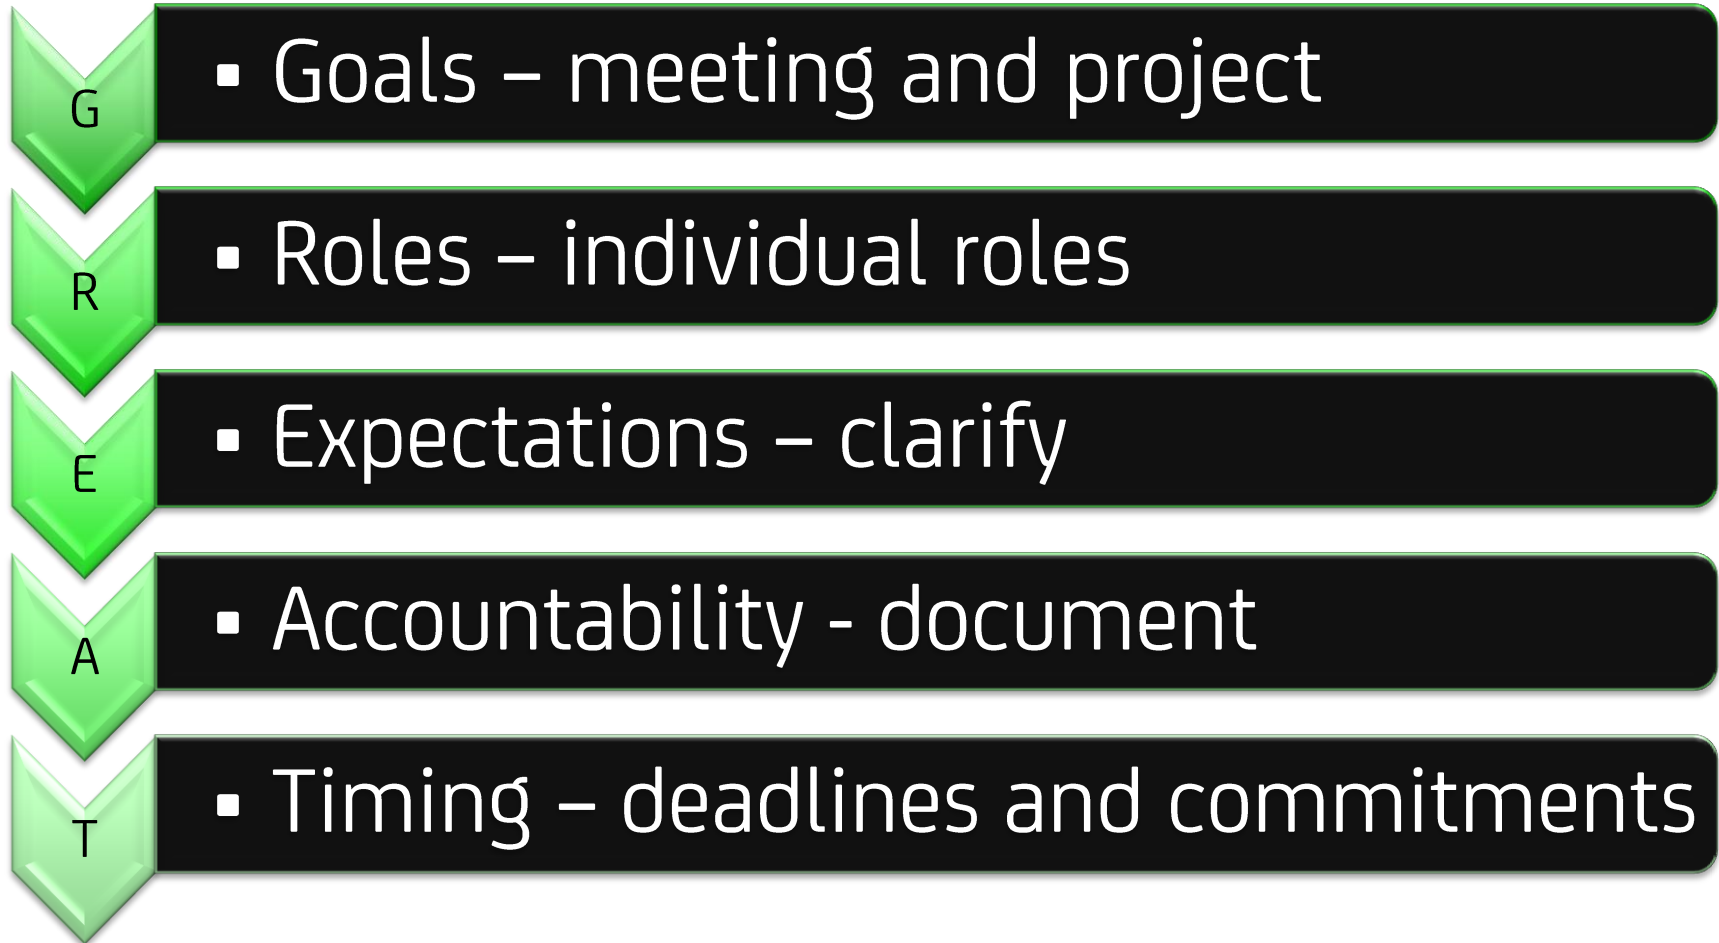 G
▪ Goals – meeting and project
R
▪ Roles – individual roles
E
▪ Expectations – clarify
A
▪ Accountability - document
T
▪ Timing – deadlines and commitments